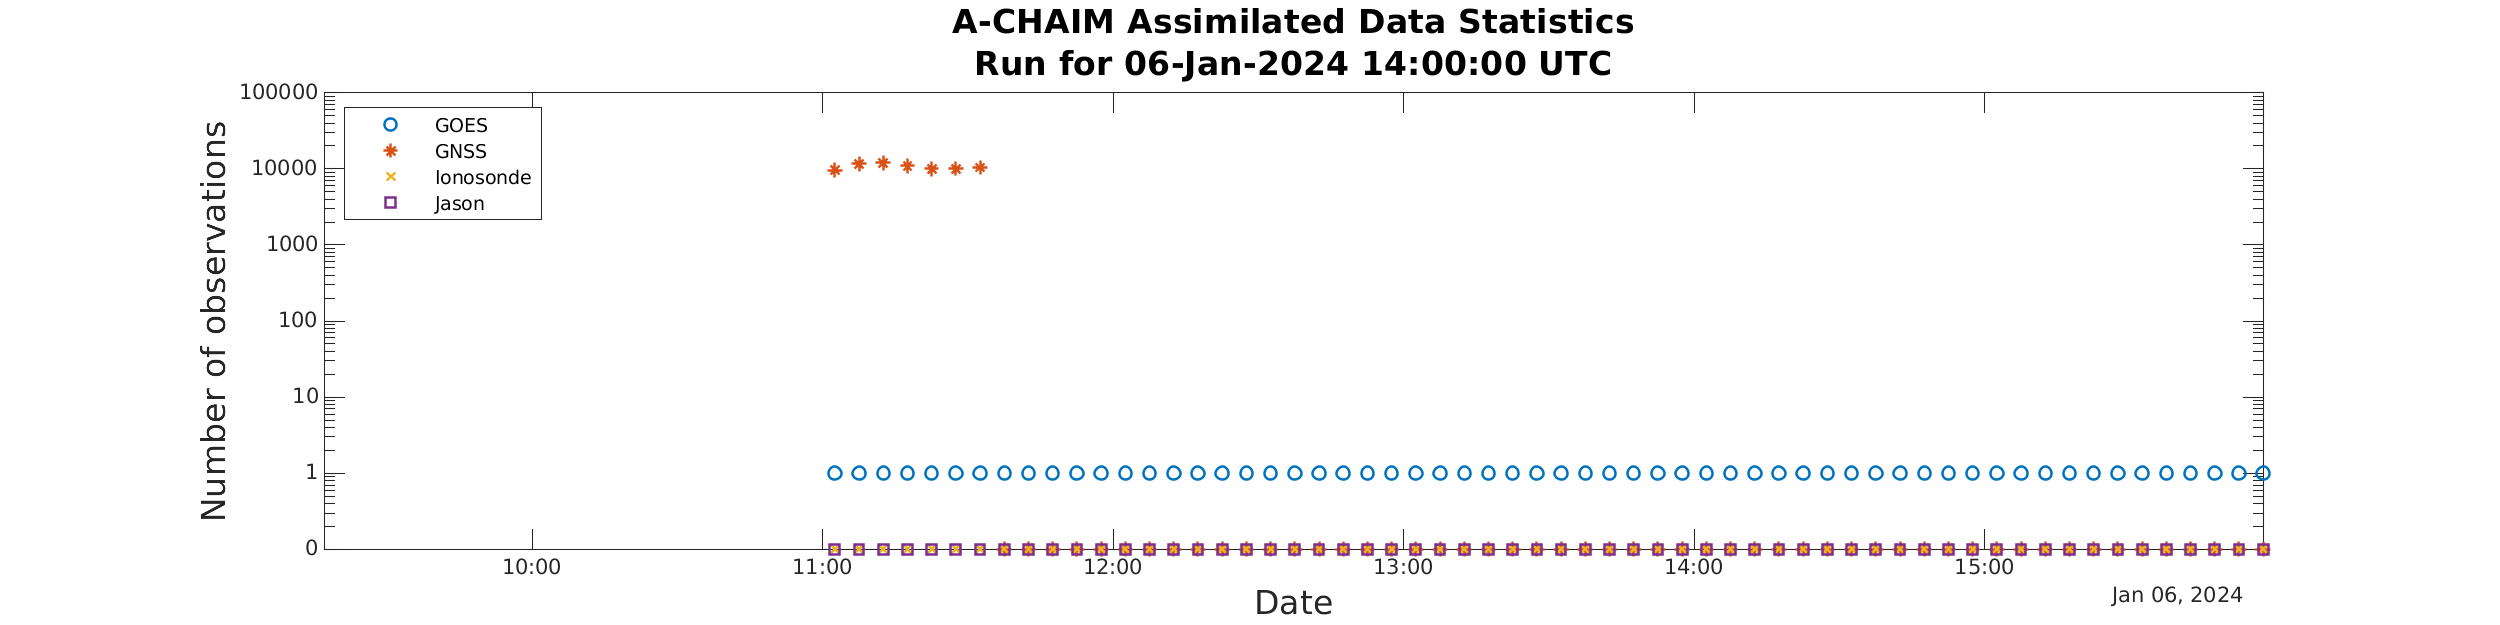 A-CHAIM Assimilated Data Statistics
Run for 06-Jan-2024 14:00:00 UTC
Number of observations
100000
10000
1000
100
10
1
0
GOES
GNSS
Ionosonde
Jason
10:00 11:00 12:00 13:00 14:00 15:00
Date
Jan 06, 2024